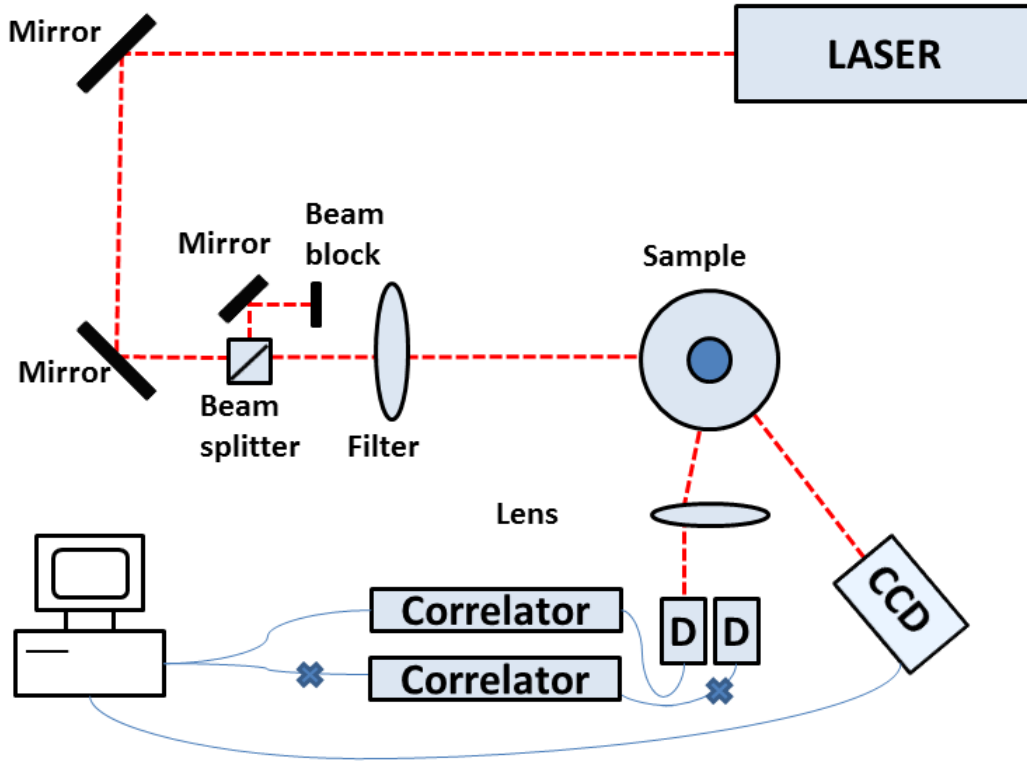 Mirror
LASER
Mirror
Beam
block
Sample
Mirror
Beam
splitter
Filter
Lens
Correlator
D
D
CCD
Correlator